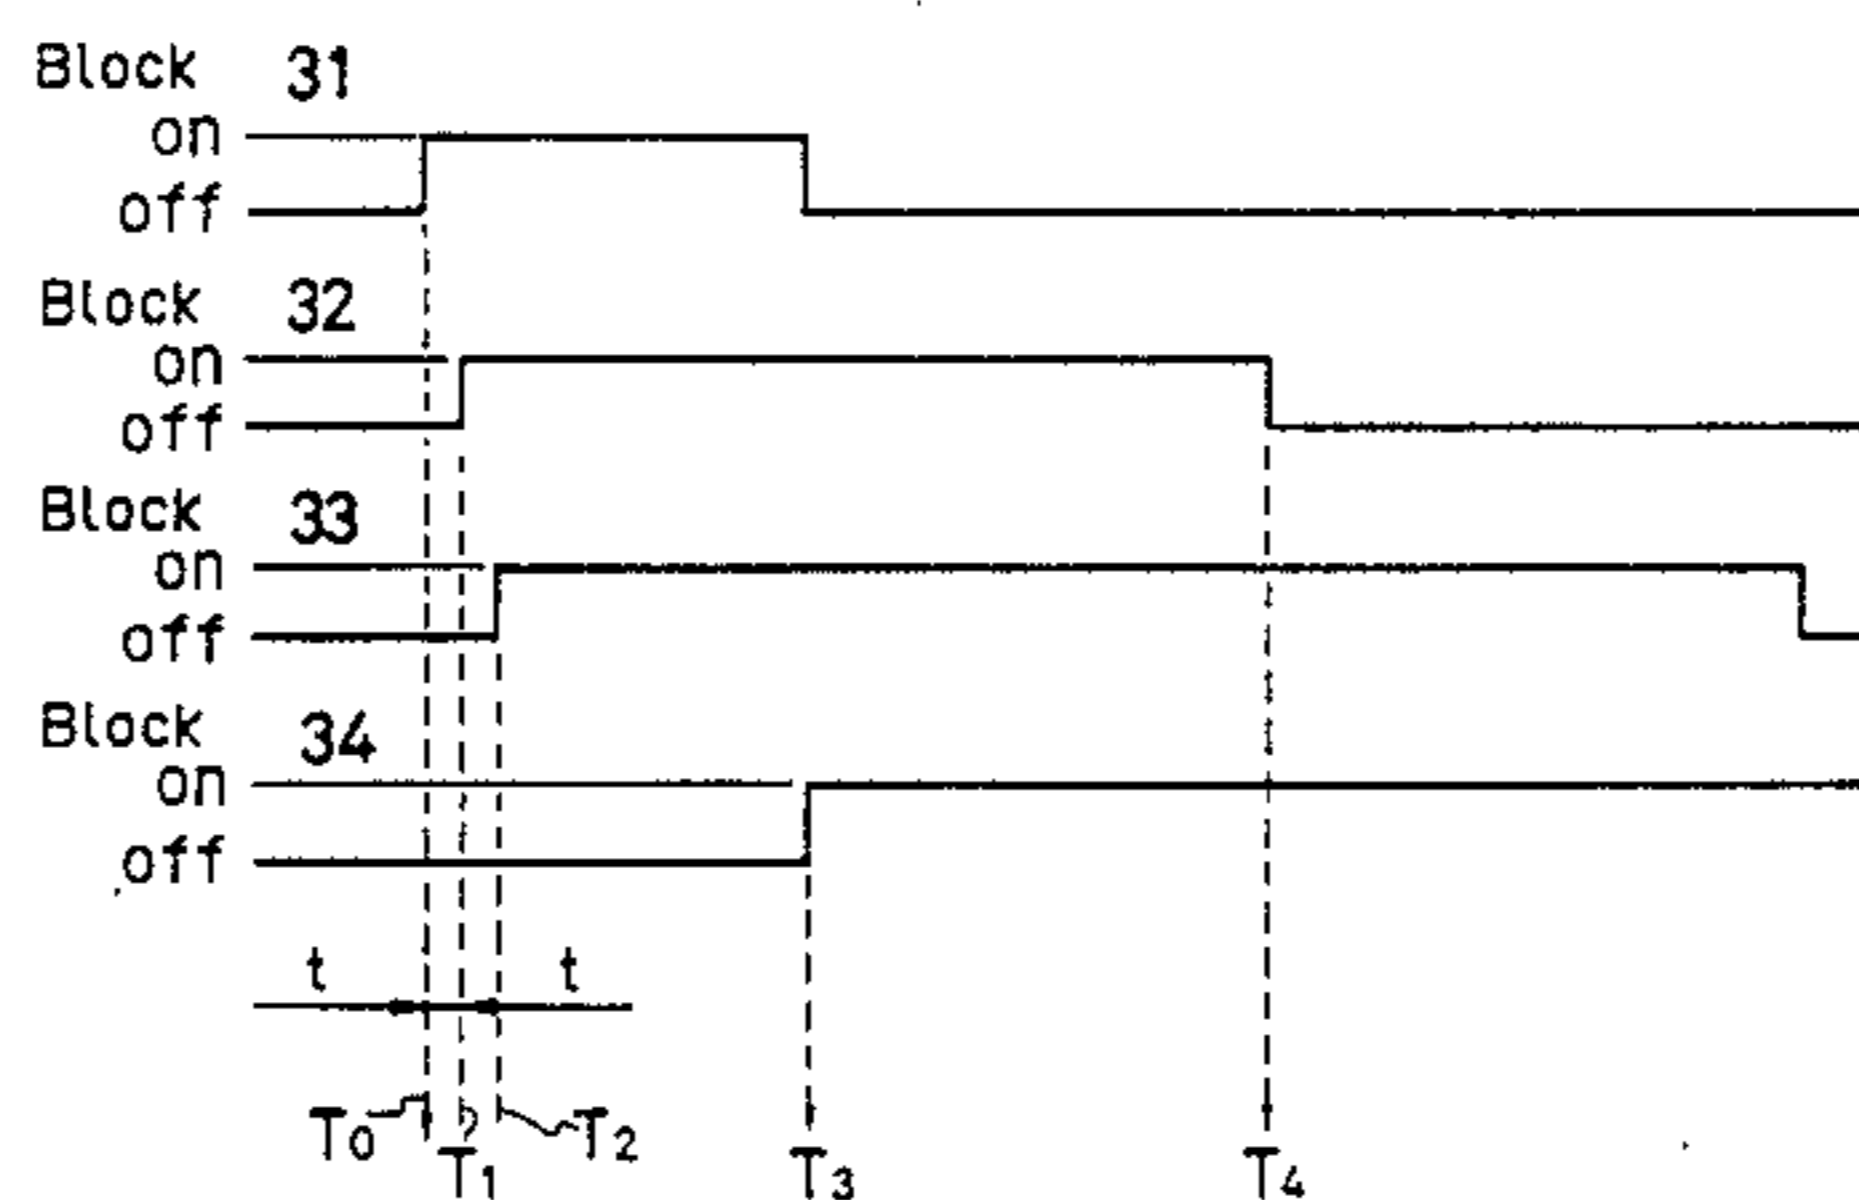 Block 31
on
off
Block 32
on
off
Block 33
on
off
Block 34
on
off
t t
T0 T1 T2 T3 T4